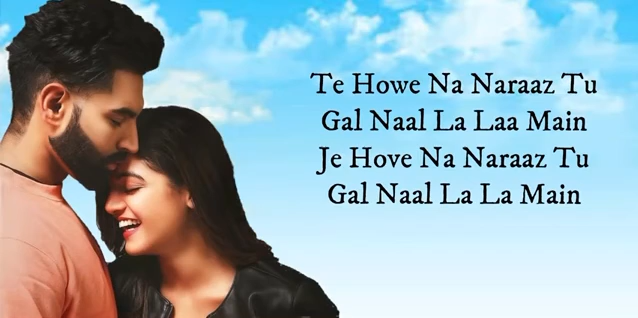 Te Howe Na Naraaz Tu
Gal Naal La Laa Main
Je Hove Na Naraaz Tu
Gal Naal La La Main